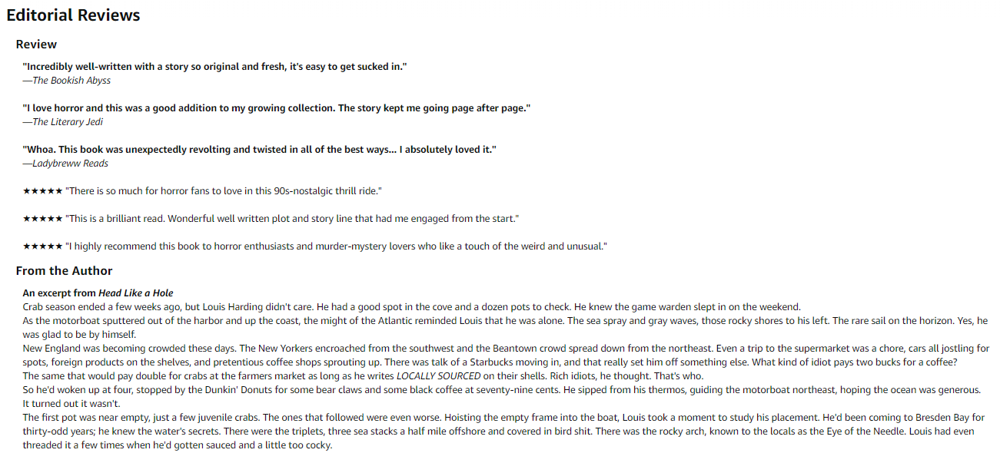 Editorial Reviews
Review
"Incredibly well-written with a story so original and fresh, it's easy to get sucked in."
—The Bookish Abyss
"I love horror and this was a good addition to my growing collection. The story kept me going page after page."
—The Literary Jedi
"Whoa. This book was unexpectedly revolting and twisted in all of the best ways... I absolutely loved it."
—Ladybreww Reads
★★★★★ "There is so much for horror fans to love in this 90s-nostalgic thrill ride."
★★★★★ "This is a brilliant read. Wonderful well written plot and story line that had me engaged from the start."
★★★★★ "I highly recommend this book to horror enthusiasts and murder-mystery lovers who like a touch of the weird and unusual."
From the Author
An excerpt from Head Like a Hole
Crab season ended a few weeks ago, but Louis Harding didn't care. He had a good spot in the cove and a dozen pots to check. He knew the game warden slept in on the weekend.
As the motorboat sputtered out of the harbor and up the coast, the might of the Atlantic reminded Louis that he was alone. The sea spray and gray waves, those rocky shores to his left. The rare sail on the horizon. Yes, he
was glad to be by himself.
New England was becoming crowded these days. The New Yorkers encroached from the southwest and the Beantown crowd spread down from the northeast. Even a trip to the supermarket was a chore, cars all jostling for
spots, foreign products on the shelves, and pretentious coffee shops sprouting up. There was talk of a Starbucks moving in, and that really set him off something else. What kind of idiot pays two bucks for a coffee?
The same that would pay double for crabs at the farmers market as long as he writes LOCALLY SOURCED on their shells. Rich idiots, he thought. That's who.
So he'd woken up at four, stopped by the Dunkin' Donuts for some bear claws and some black coffee at seventy-nine cents. He sipped from his thermos, guiding the motorboat northeast, hoping the ocean was generous.
It turned out it wasn't.
The first pot was near empty, just a few juvenile crabs. The ones that followed were even worse. Hoisting the empty frame into the boat, Louis took a moment to study his placement. He'd been coming to Bresden Bay for
thirty-odd years; he knew the water's secrets. There were the triplets, three sea stacks a half mile offshore and covered in bird shit. There was the rocky arch, known to the locals as the Eye of the Needle. Louis had even
threaded it a few times when he'd gotten sauced and a little too cocky.